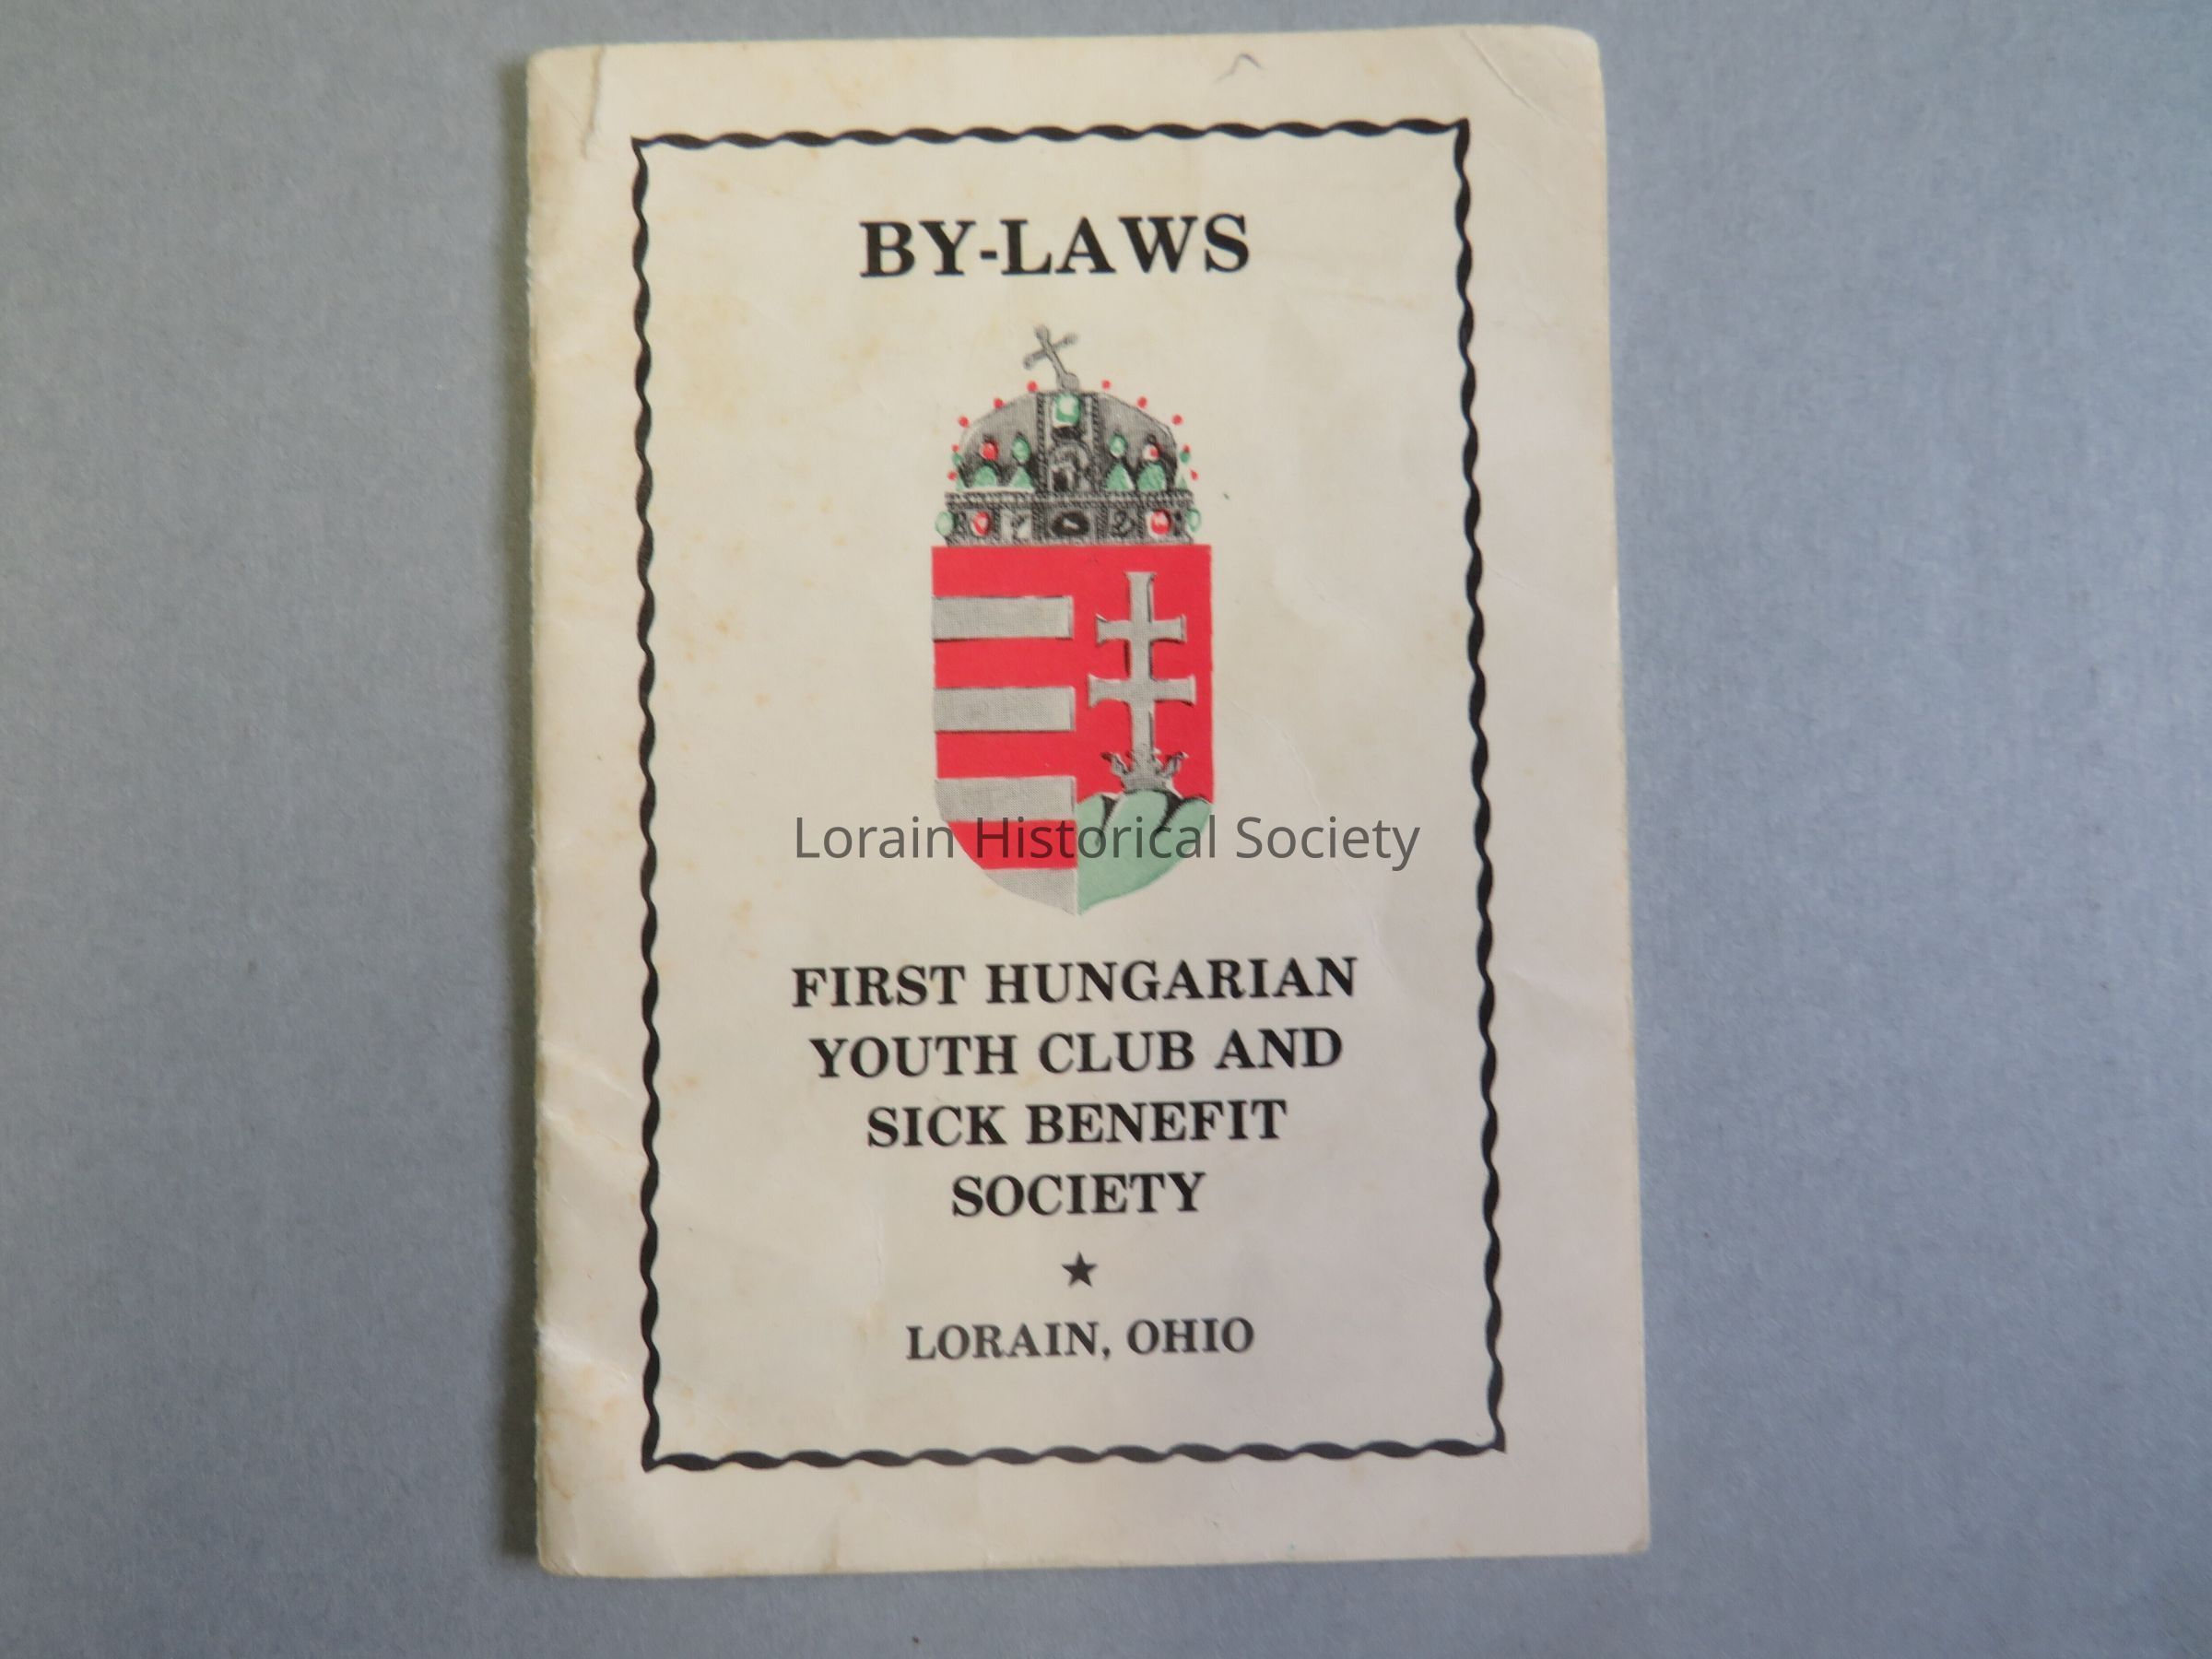 BY-LAWS
Lorain Historical Society
FIRST HUNGARIAN
YOUTH CLUB AND
SICK BENEFIT
SOCIETY
★
LORAIN, OHIO